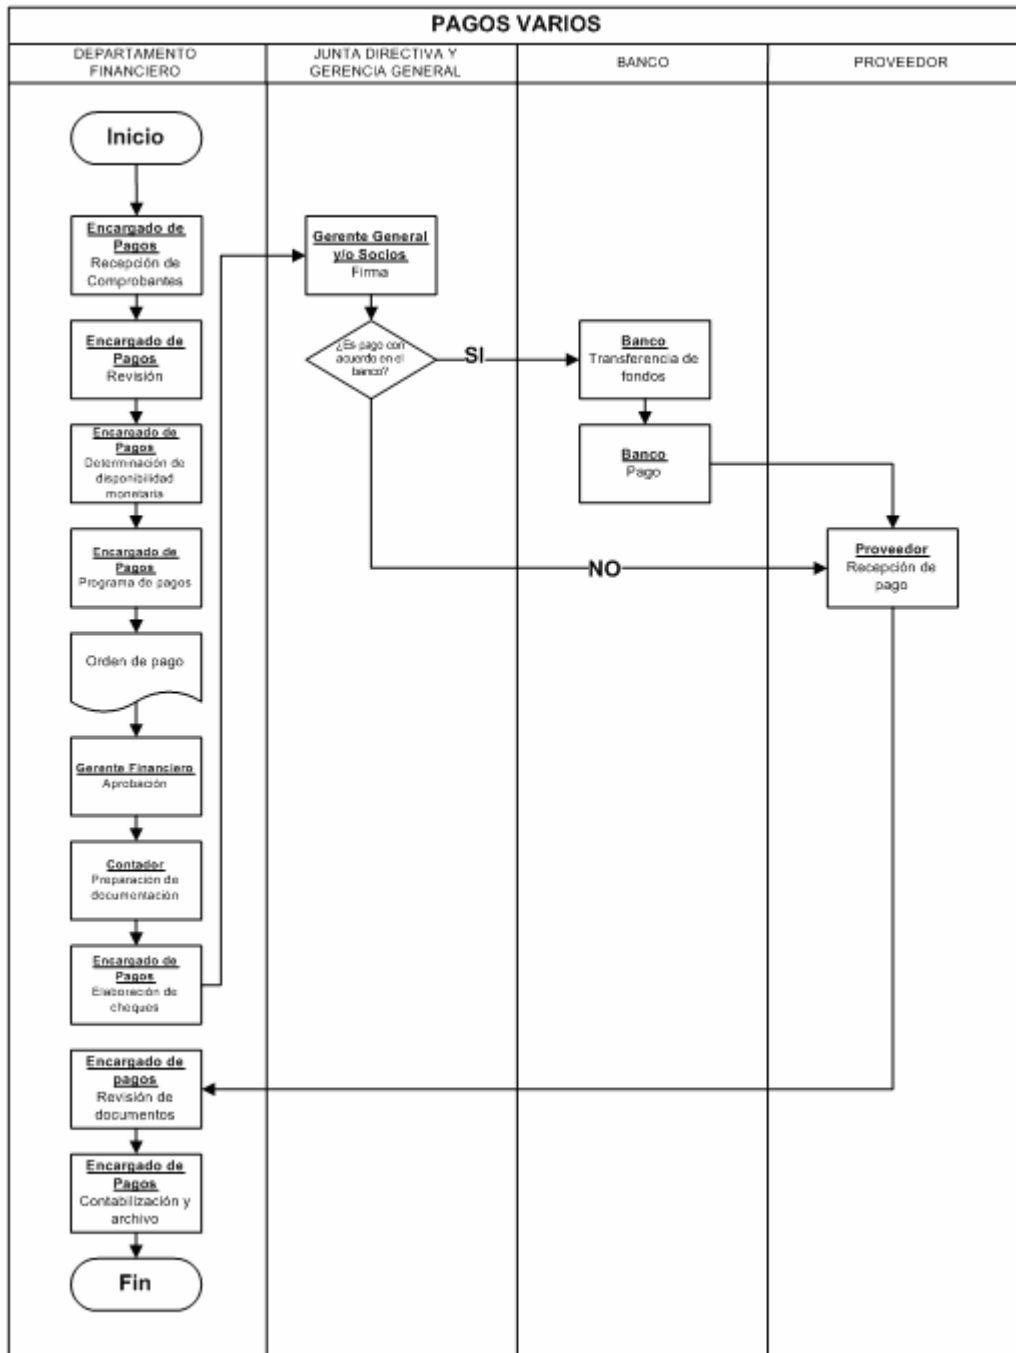 PAGOS VARIOS
DEPARTAMENTO
FINANCIERO
JUNTA DIRECTIVA Y
GERENCIA GENERAL
BANCO
PROVEEDOR
Inicio
Encargado de
Pagos
Recepción de
Comprobantes
Encargado de
Pagos
Revisión
Encargado de
Pagos
Determinación de
disponibilidad
monetaria
Encargado de
Pagos
Programa de pagos
Orden de pago
Gerente Financiero
Aprobación
Contador
Preparación de
documentación
Encargado de
Pagos
Elaboración de
cheques
Gerente General
y/o Socios
Firma
¿Es pago con
acuerdo en el
banco?
SI
NO
Banco
Transferencia de
fondos
Banco
Pago
Proveedor
Recepción de
pago
Encargado de
pagos
Revisión de
documentos
Encargado de
Pagos
Contabilización y
archivo
Fin